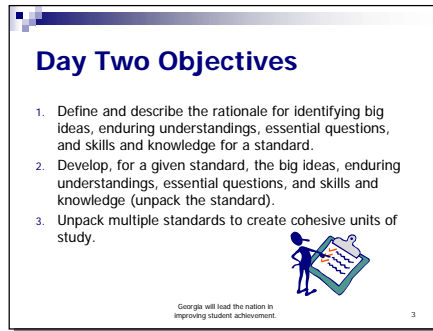 Day Two Objectives
1. Define and describe the rationale for identifying big
ideas, enduring understandings, essential questions,
and skills and knowledge for a standard.
2. Develop, for a given standard, the big ideas, enduring
understandings, essential questions, and skills and
knowledge (unpack the standard).
3. Unpack multiple standards to create cohesive units of
study.
Georgia will lead the nation in
improving student achievement.
3